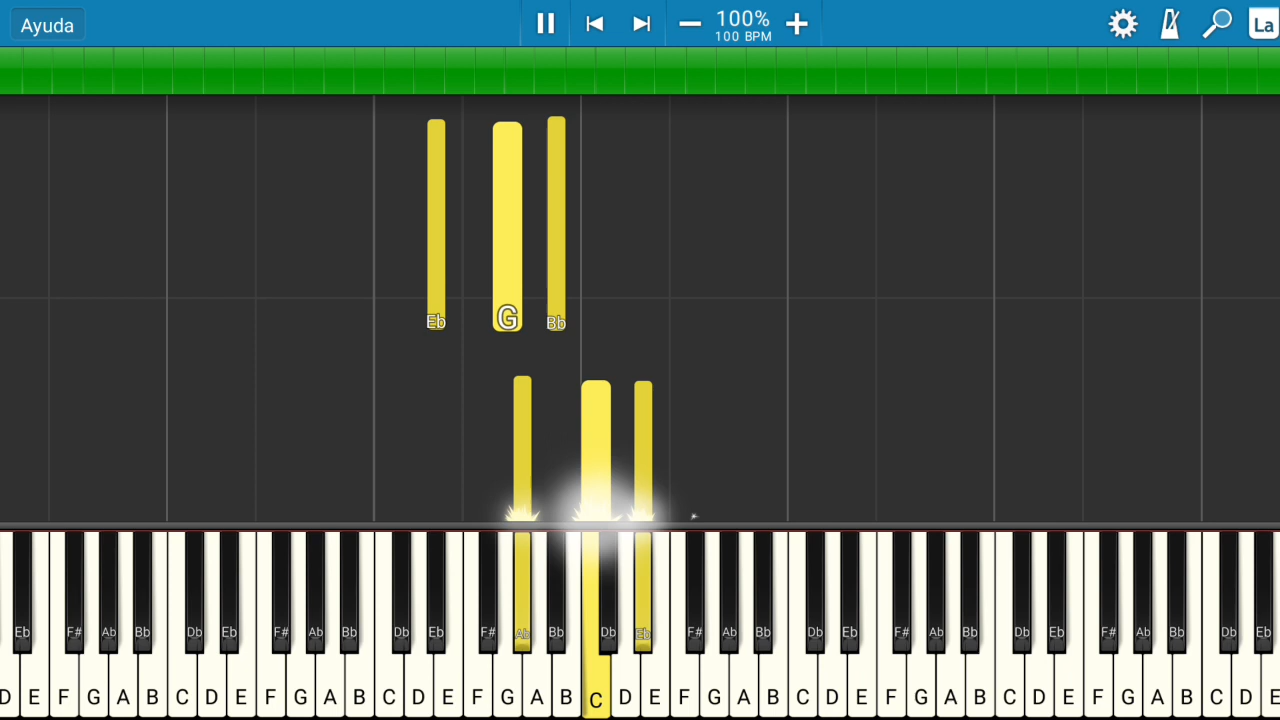 Ayuda
100%
100 BPM
La
Eb G Bb
Eb F# Ab Bb Db Eb F# Ab Bb Db Eb F# Ab Bb Db Eb F# Ab Bb Db Eb F# Ab Bb Db Eb F# Ab Bb Db Eb
D E F G A B C D E F G A B C D E F G A B C D E F G A B C D E F G A B C D E F G A B C D E